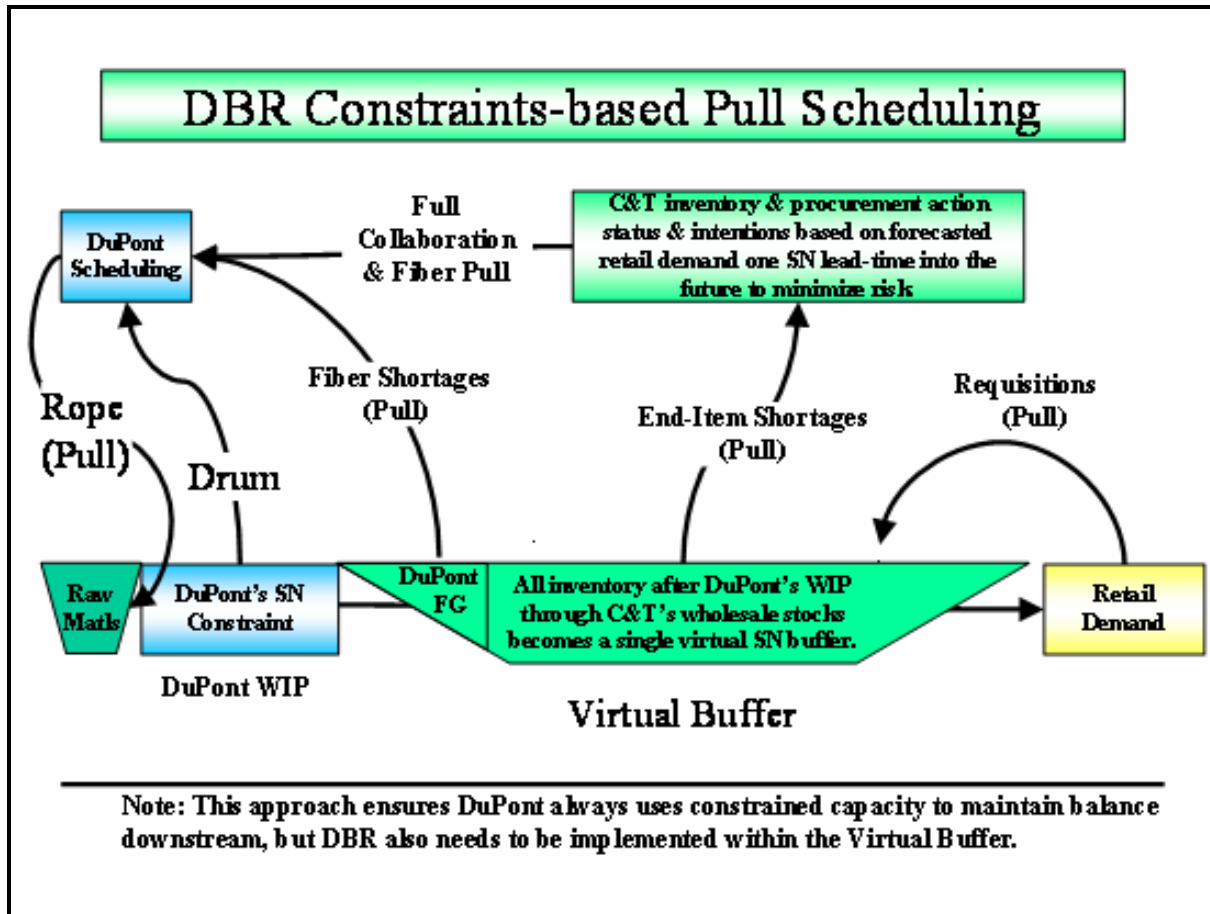 DBR Constraints-based Pull Scheduling
Full
Collaboration
& Fiber Pull
C&T inventory & procurement action
status & intentions based on forecasted
retail demand one SN lead-time into the
future to minimize risk
DuPont
Scheduling
Fiber Shortages
(Pull)
Requisitions
(Pull)
Rope
(Pull)
End-Item Shortages
(Pull)
Drum
Raw
Matls
DuPont's SN
Constraint
DuPont
FG
All inventory after DuPont's WIP
through C&T's wholesale stocks
becomes a single virtual SN buffer.
Retail
Demand
DuPont WIP
Virtual Buffer
Note: This approach ensures DuPont always uses constrained capacity to maintain balance
downstream, but DBR also needs to be implemented within the Virtual Buffer.